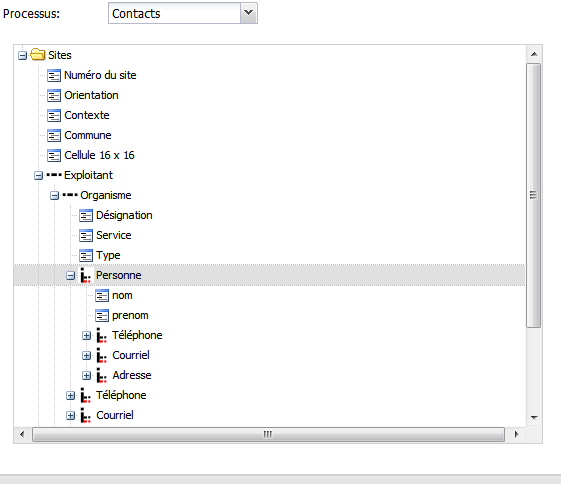 Processus: Contacts
Sites
Numéro du site
Orientation
Contexte
Commune
Cellule 16 x 16
Exploitant
Organisme
Désignation
Service
Type
Personne
nom
prenom
Téléphone
Courriel
Adresse
Téléphone
Courriel